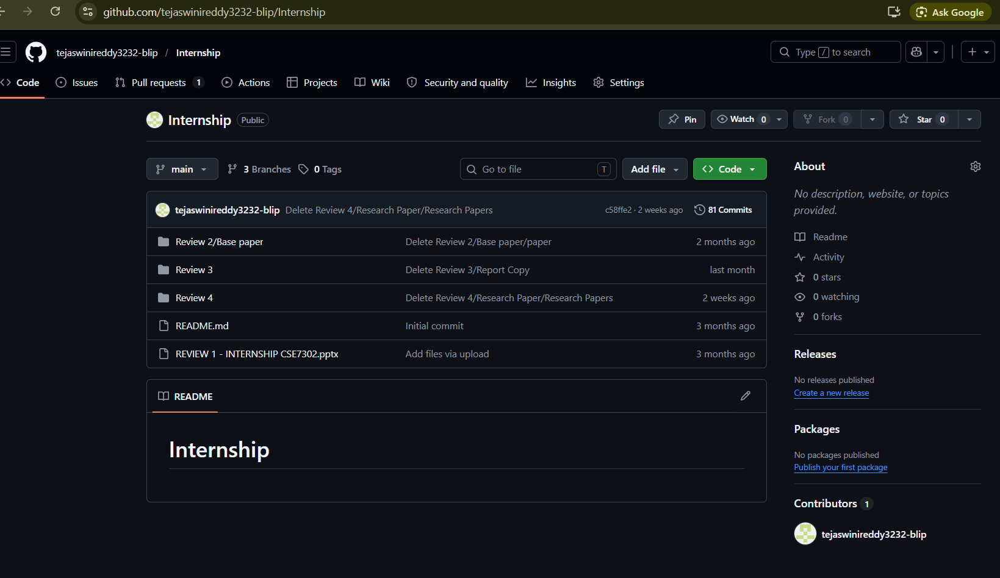 github.com/tejaswinireddy3232-blip/Internship
Ask Google
tejaswinireddy3232-blip / Internship
Type / to search
Code Issues Pull requests 1 Actions Projects Wiki Security and quality Insights Settings
Internship Public
Pin Watch 0 Fork 0 Star 0
main 3 Branches 0 Tags
Go to file T Add file Code
tejaswinireddy3232-blip Delete Review 4/Research Paper/Research Papers c58ffe2 · 2 weeks ago 81 Commits
Review 2/Base paper Delete Review 2/Base paper/paper 2 months ago
Review 3 Delete Review 3/Report Copy last month
Review 4 Delete Review 4/Research Paper/Research Papers 2 weeks ago
README.md Initial commit 3 months ago
REVIEW 1 - INTERNSHIP CSE7302.pptx Add files via upload 3 months ago
README
Internship
About
No description, website, or topics
provided.
Readme
Activity
0 stars
0 watching
0 forks
Releases
No releases published
Create a new release
Packages
No packages published
Publish your first package
Contributors 1
tejaswinireddy3232-blip